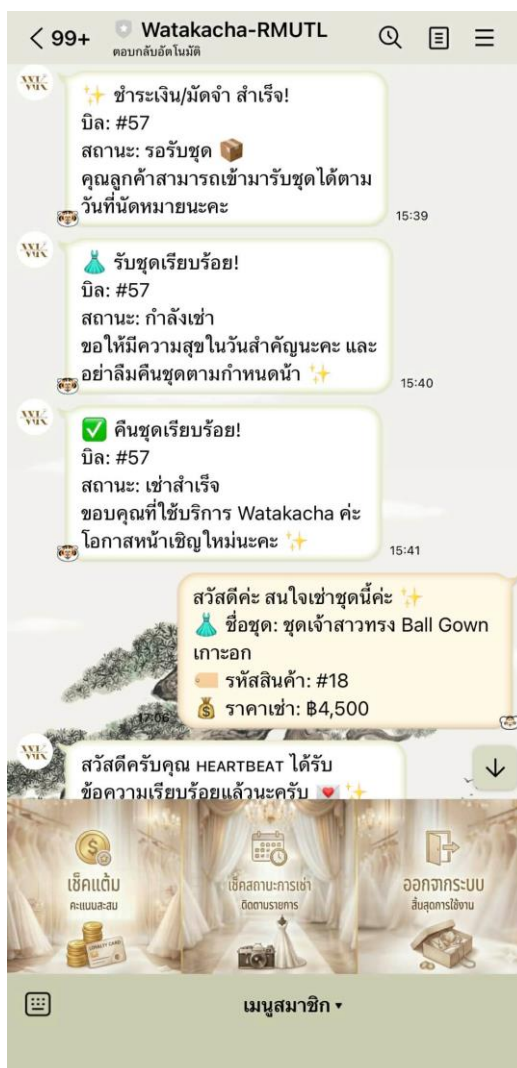 99+
Watakacha-RMUTL
ตอบกลับอัตโนมัติ
✨ ชำระเงิน/มัดจำ สำเร็จ!
บิล: #57
สถานะ: รอรับชุด 📦
คุณลูกค้าสามารถเข้ามารับชุดได้ตาม
วันที่นัดหมายนะคะ
15:39
👗 รับชุดเรียบร้อย!
บิล: #57
สถานะ: กำลังเช่า
ขอให้มีความสุขในวันสำคัญนะคะ และ
อย่าลืมคืนชุดตามกำหนดน้า ✨
15:40
✅ คืนชุดเรียบร้อย!
บิล: #57
สถานะ: เช่าสำเร็จ
ขอบคุณที่ใช้บริการ Watakacha ค่ะ
โอกาสหน้าเชิญใหม่นะคะ ✨
15:41
สวัสดีค่ะ สนใจเช่าชุดนี้ค่ะ ✨
👗 ชื่อชุด: ชุดเจ้าสาวทรง Ball Gown
เกาะอก
🏷️ รหัสสินค้า: #18
💰 ราคาเช่า: ฿4,500
17:06
สวัสดีครับคุณ HEARTBEAT ได้รับ
ข้อความเรียบร้อยแล้วนะครับ 💌 ✨
เช็คแต้ม
คะแนนสะสม
LOYALTY CARD
เช็คสถานะการเช่า
ติดตามรายการ
ออกจากระบบ
สิ้นสุดการใช้งาน
เมนูสมาชิก ▾